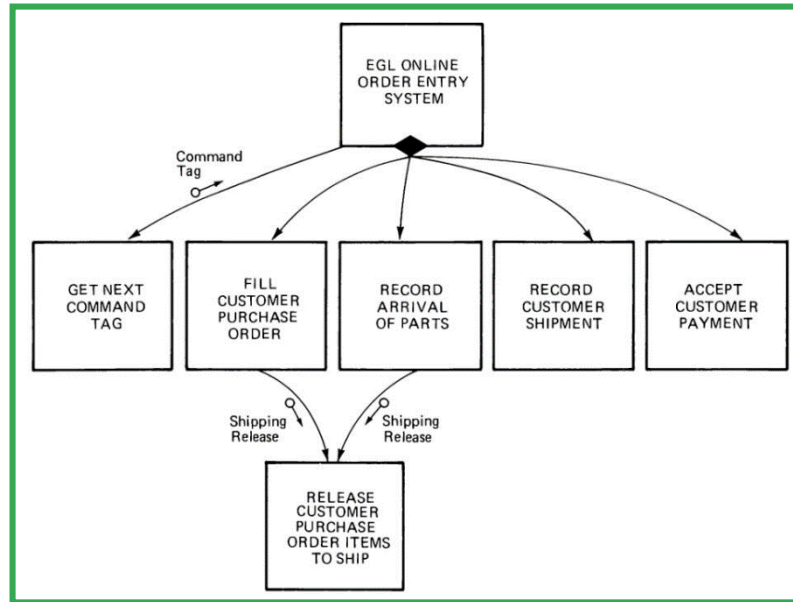 EGL ONLINE
ORDER ENTRY
SYSTEM
Command
Tag
GET NEXT
COMMAND
TAG
FILL
CUSTOMER
PURCHASE
ORDER
RECORD
ARRIVAL
OF PARTS
RECORD
CUSTOMER
SHIPMENT
ACCEPT
CUSTOMER
PAYMENT
Shipping
Release
Shipping
Release
RELEASE
CUSTOMER
PURCHASE
ORDER ITEMS
TO SHIP